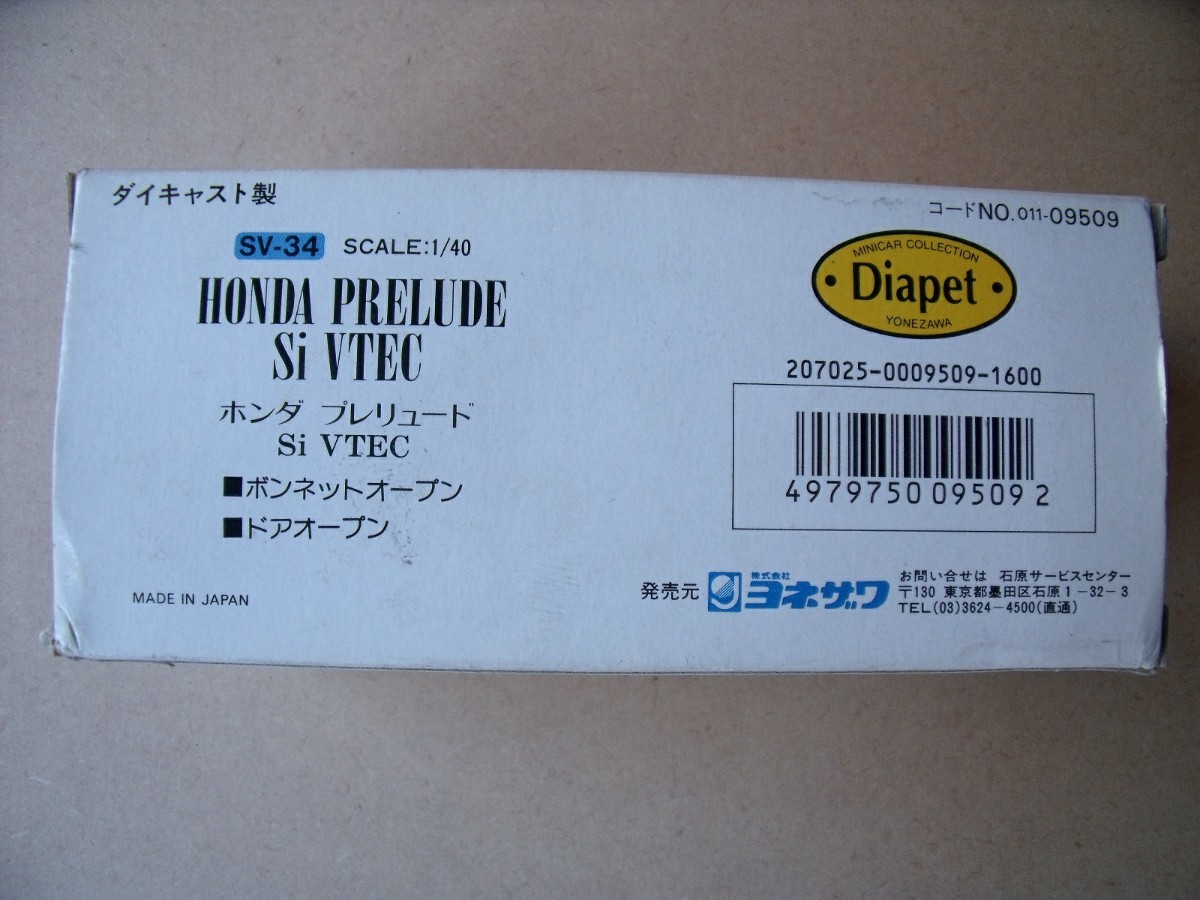 ダイキャスト製
コードNO.011-09509
SV-34 SCALE:1/40
HONDA PRELUDE
Si VTEC
ホンダ プレリュード
Si VTEC
■ボンネットオープン
■ドアオープン
MADE IN JAPAN
MINICAR COLLECTION
・Diapet・
YONEZAWA
207025-0009509-1600
4979750 09509 2
発売元 株式会社 ヨネザワ
お問い合せは 石原サービスセンター
〒130 東京都墨田区石原1-32-3
TEL(03)3624-4500(直通)